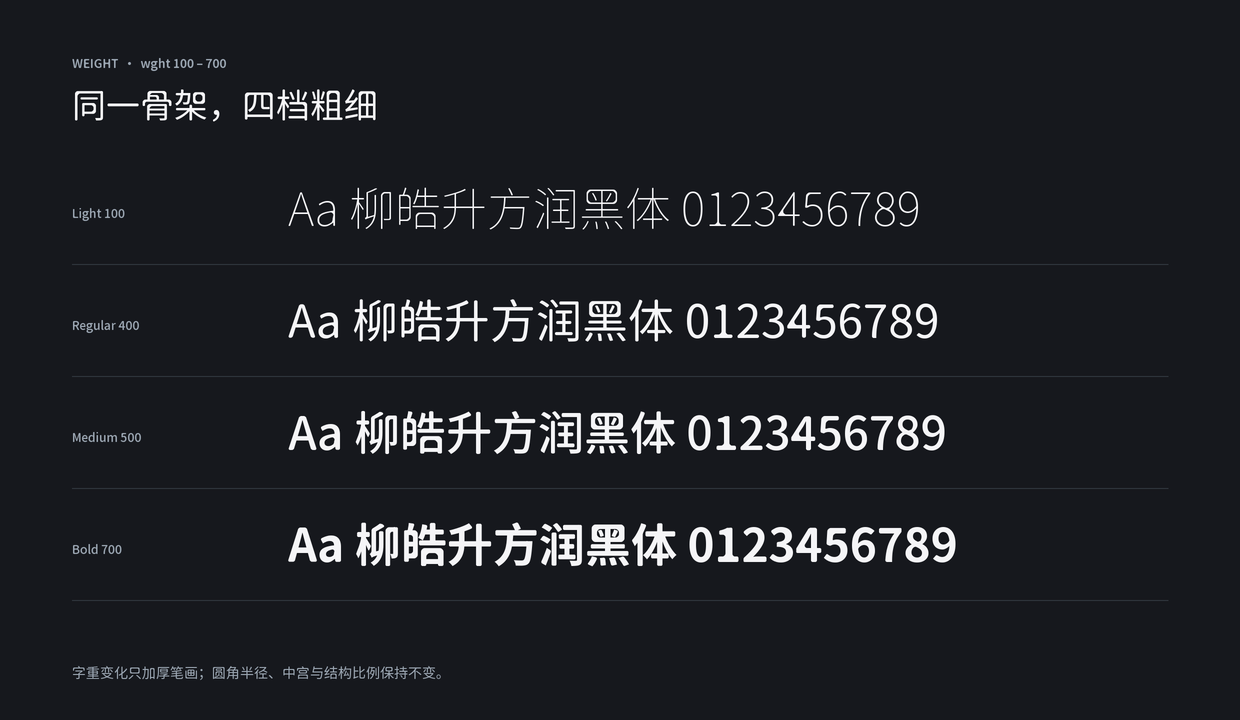 WEIGHT • wght 100 – 700
同一骨架，四档粗细
Light 100
Aa 柳皓升方润黑体 0123456789
Regular 400
Aa 柳皓升方润黑体 0123456789
Medium 500
Aa 柳皓升方润黑体 0123456789
Bold 700
Aa 柳皓升方润黑体 0123456789
字重变化只加厚笔画；圆角半径、中宫与结构比例保持不变。